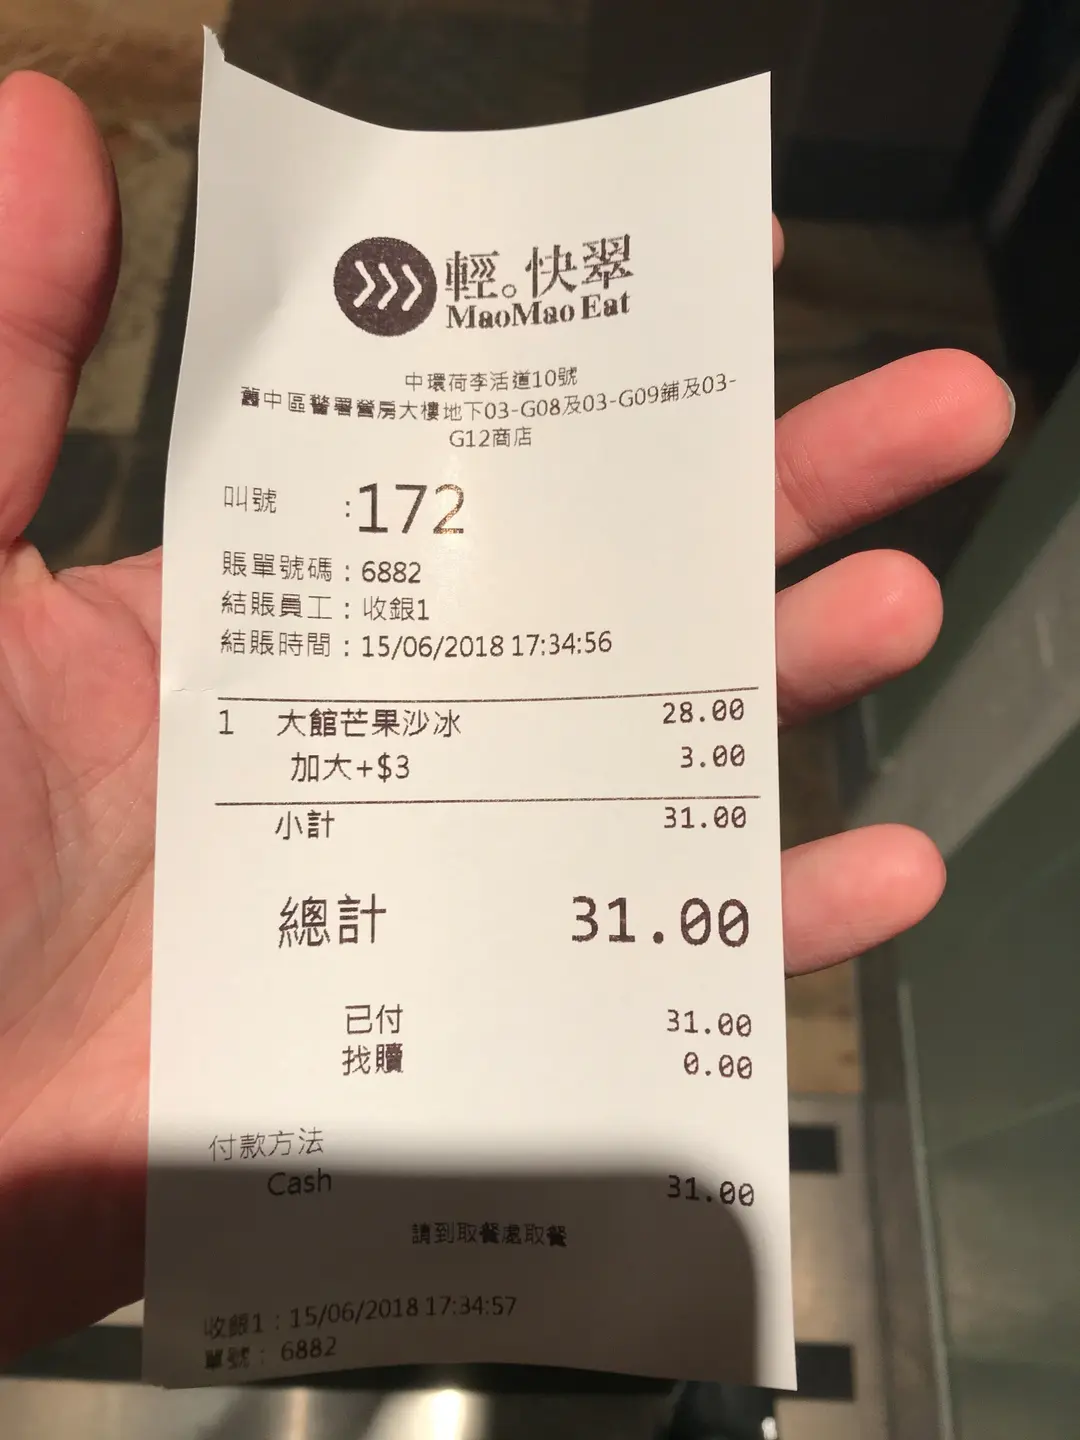 輕。快翠
MaoMao Eat
中環荷李活道10號
舊中區警署營房大樓地下03-G08及03-G09鋪及03-
G12商店
叫號 :172
賬單號碼：6882
結賬員工：收銀1
結賬時間：15/06/2018 17:34:56
1 大館芒果沙冰 28.00
加大+$3 3.00
小計 31.00
總計 31.00
已付 31.00
找贖 0.00
付款方法
Cash 31.00
請到取餐處取餐
收銀1：15/06/2018 17:34:57
單號： 6882